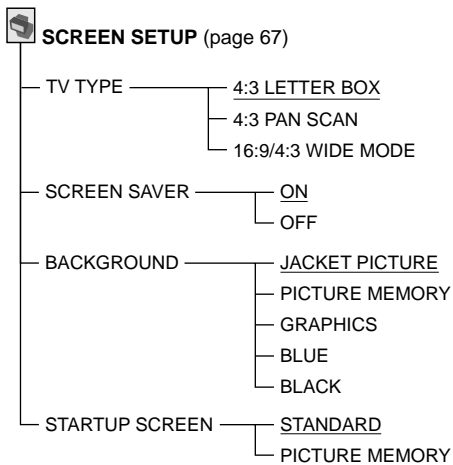 SCREEN SETUP (page 67)
TV TYPE
4:3 LETTER BOX
4:3 PAN SCAN
16:9/4:3 WIDE MODE
SCREEN SAVER
ON
OFF
BACKGROUND
JACKET PICTURE
PICTURE MEMORY
GRAPHICS
BLUE
BLACK
STARTUP SCREEN
STANDARD
PICTURE MEMORY